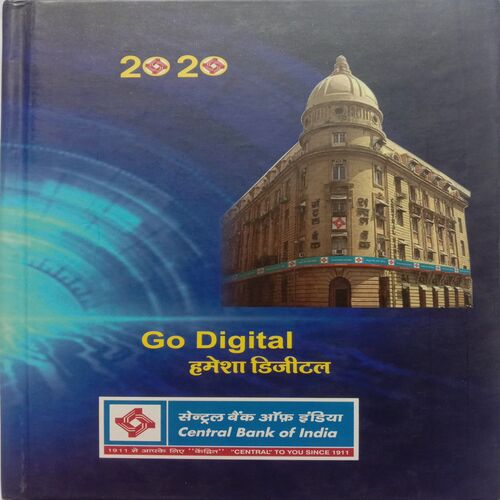 2020
Go Digital
हमेशा डिजीटल
सेन्ट्रल बैंक ऑफ़ इंडिया
Central Bank of India
1911 से आपके लिए "केंद्रित" "CENTRAL" TO YOU SINCE 1911